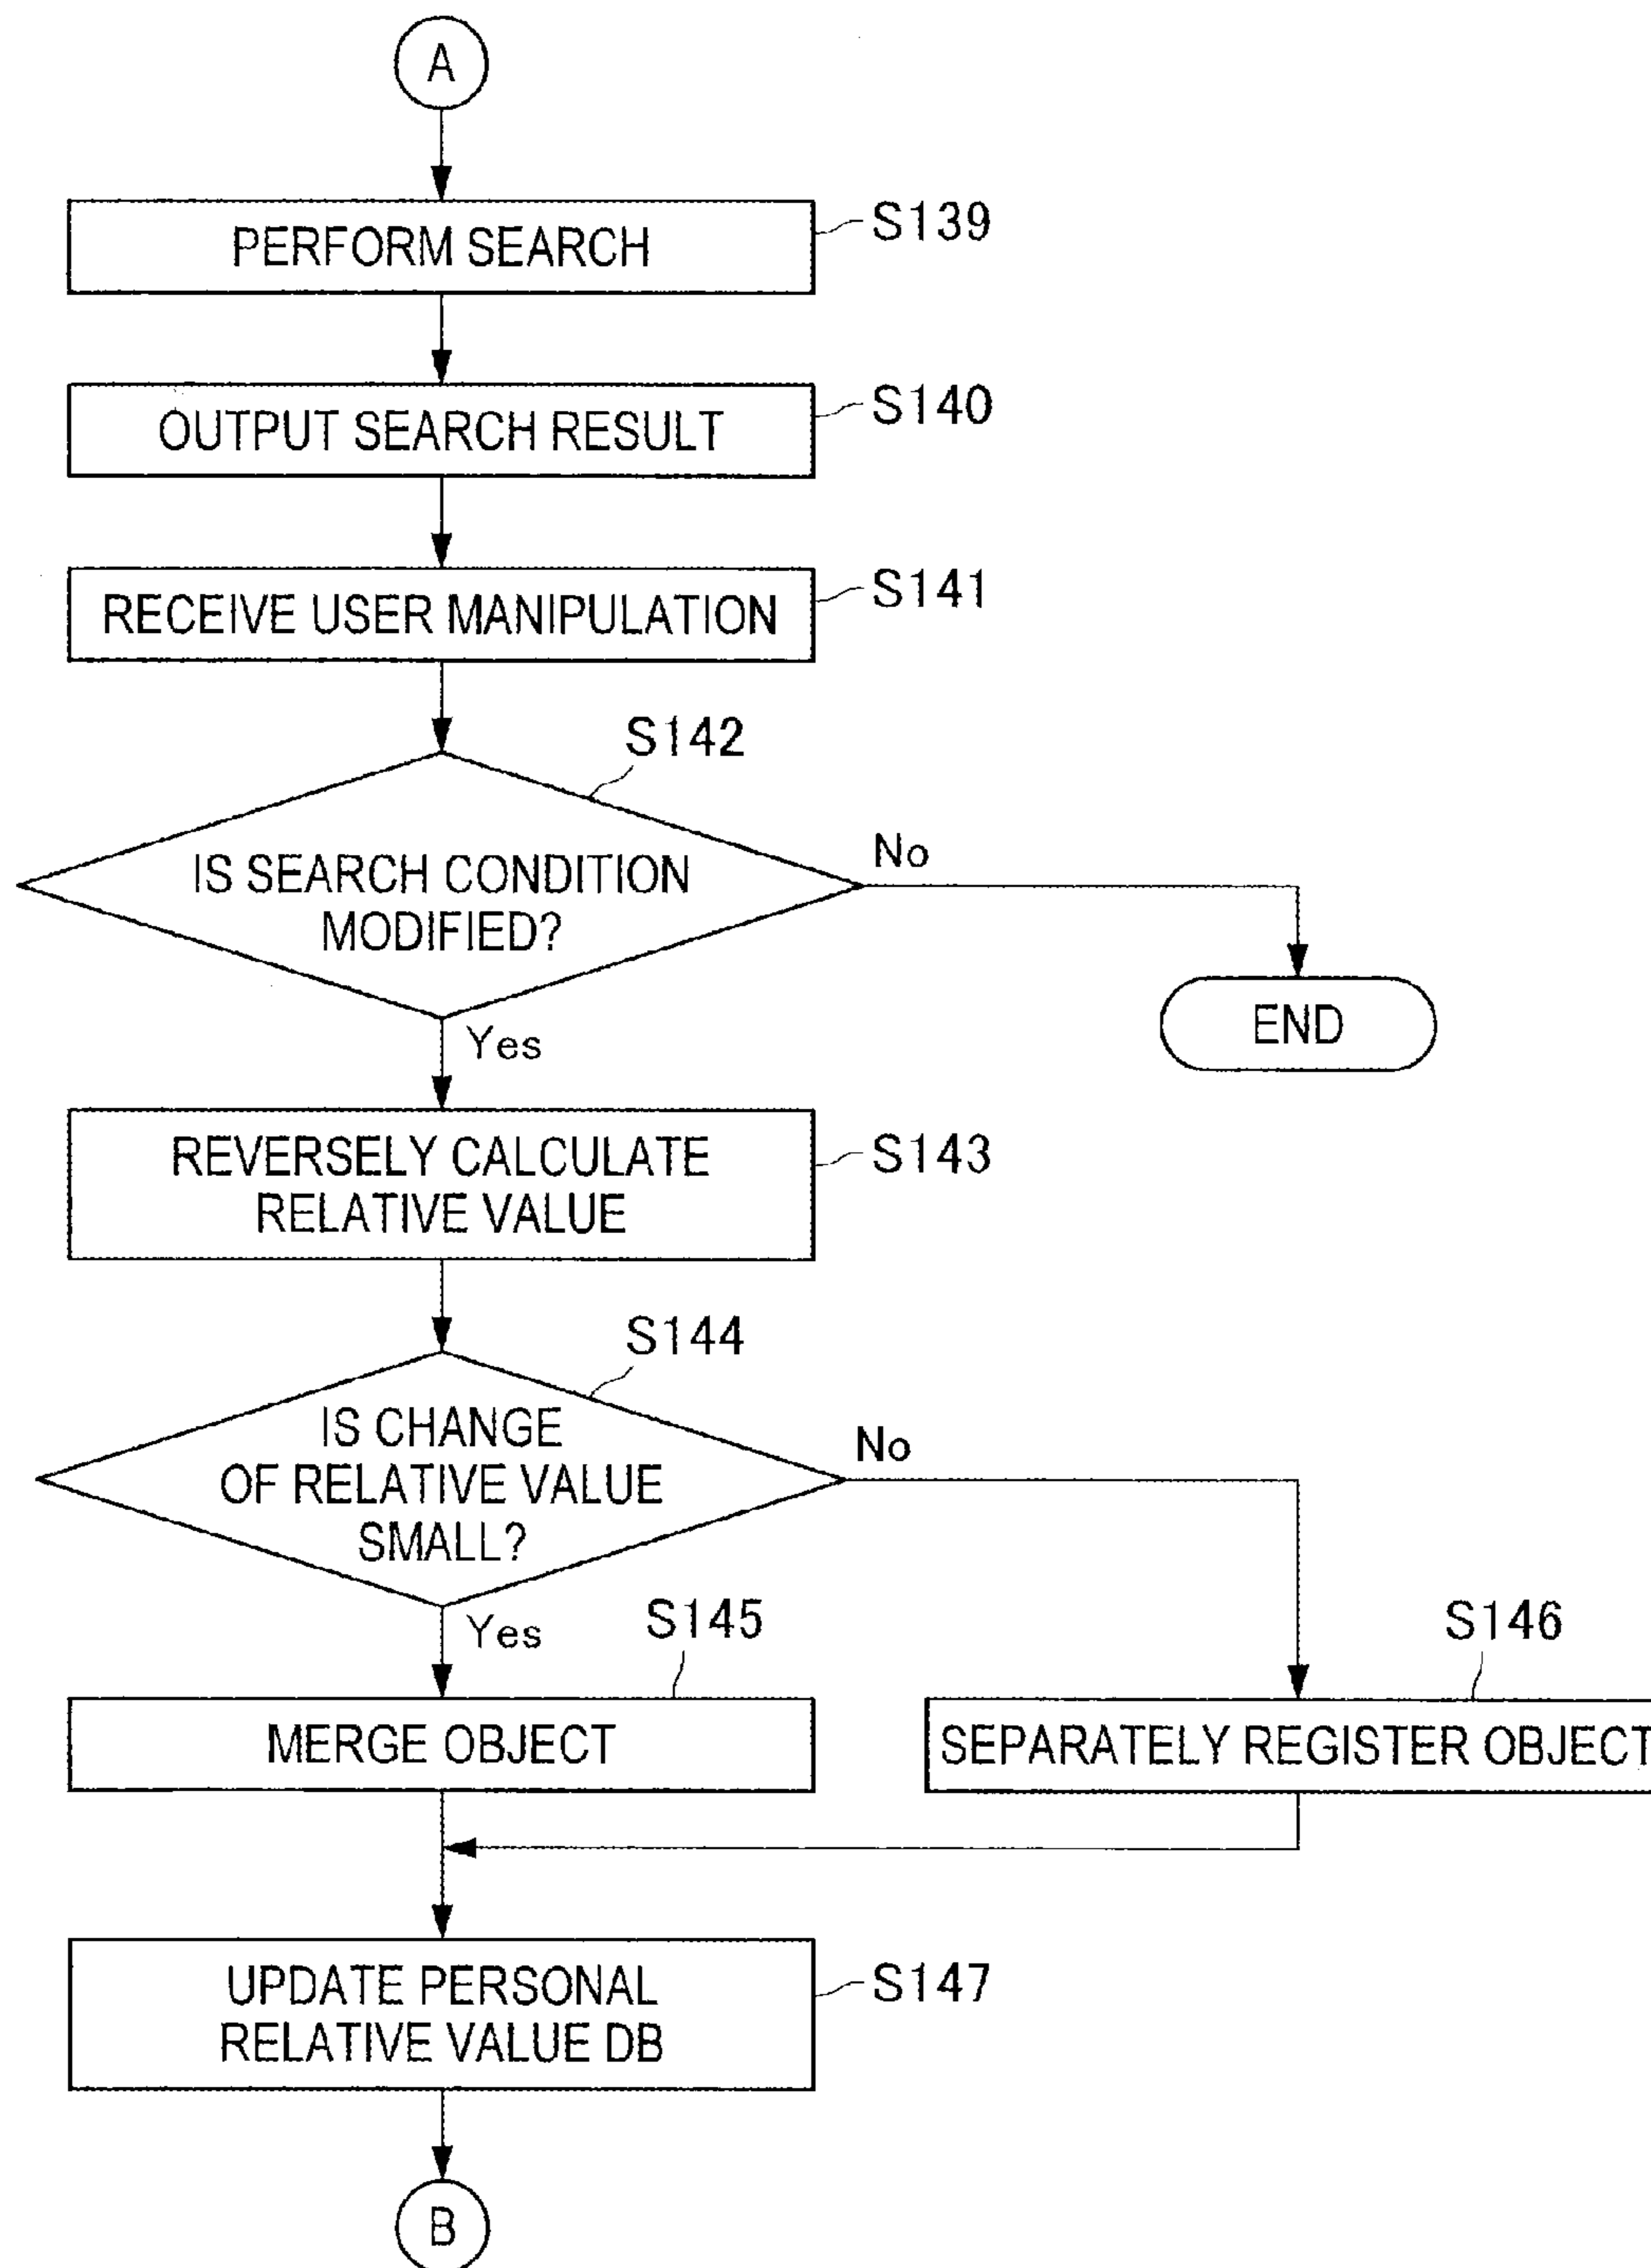 A
PERFORM SEARCH
S139
OUTPUT SEARCH RESULT
S140
RECEIVE USER MANIPULATION
S141
S142
IS SEARCH CONDITION
MODIFIED?
No
END
Yes
REVERSELY CALCULATE
RELATIVE VALUE
S143
S144
IS CHANGE
OF RELATIVE VALUE
SMALL?
No
Yes
S145
MERGE OBJECT
S146
SEPARATELY REGISTER OBJECT
UPDATE PERSONAL
RELATIVE VALUE DB
S147
B